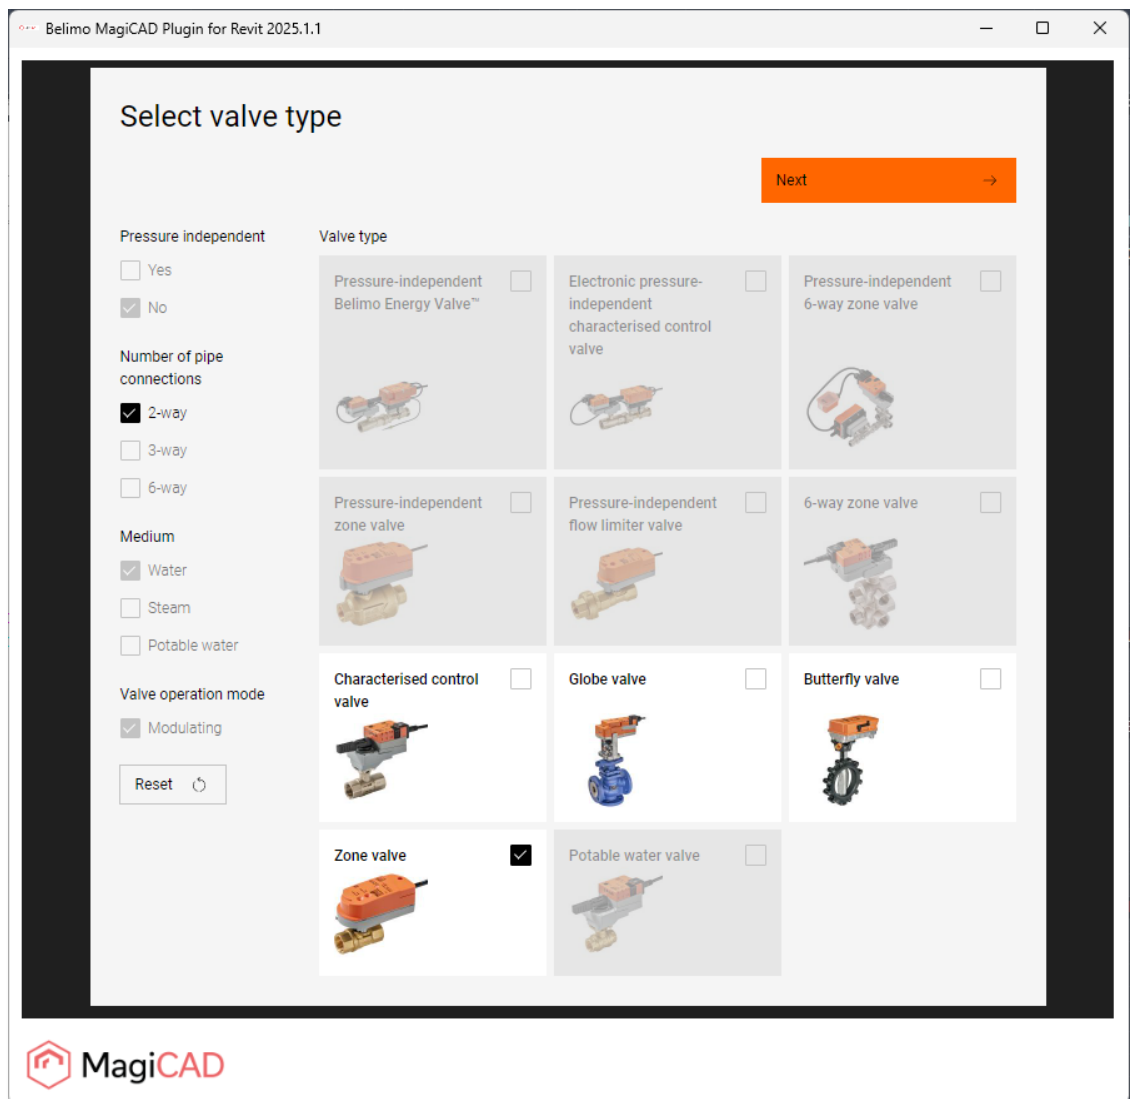 Belimo MagiCAD Plugin for Revit 2025.1.1
Select valve type
Next
Pressure independent
Yes
No
Number of pipe
connections
2-way
3-way
6-way
Medium
Water
Steam
Potable water
Valve operation mode
Modulating
Reset
Valve type
Pressure-independent
Belimo Energy Valve™
Electronic pressure-
independent
characterised control
valve
Pressure-independent
6-way zone valve
Pressure-independent
zone valve
Pressure-independent
flow limiter valve
6-way zone valve
Characterised control
valve
Globe valve
Butterfly valve
Zone valve
Potable water valve
MagiCAD